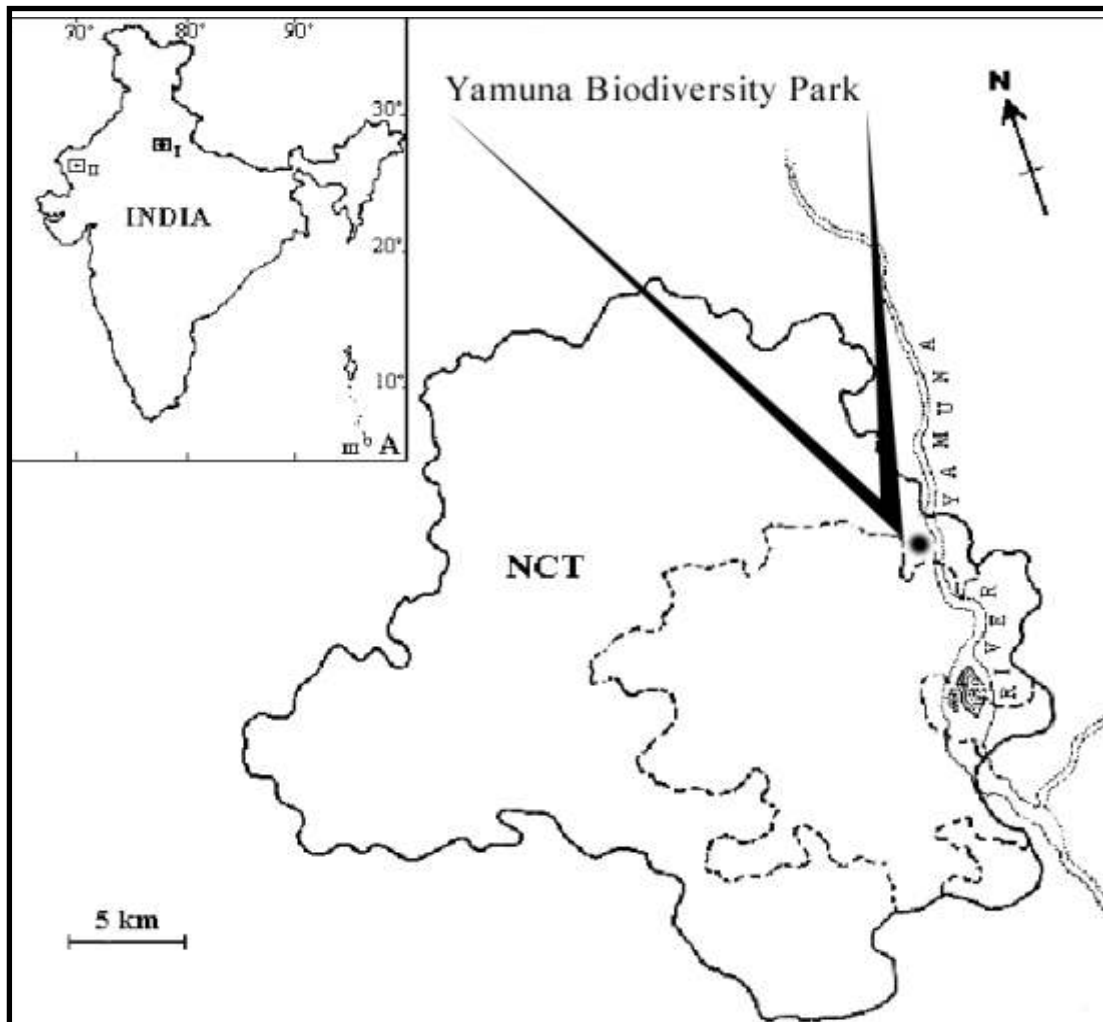 70° 80° 90°
Yamuna Biodiversity Park
N
30°
I
II
INDIA
20°
10°
A
YAMUNA
RIVER
NCT
5 km